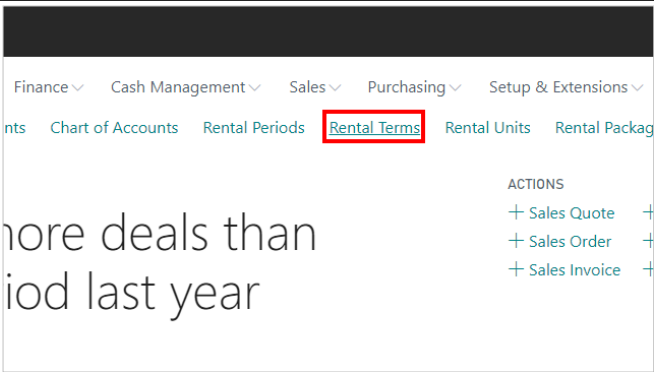 Finance Cash Management Sales Purchasing Setup & Extensions
nts Chart of Accounts Rental Periods Rental Terms Rental Units Rental Packag
ACTIONS
nore deals than
+ Sales Quote +
+ Sales Order +
iod last year
+ Sales Invoice +